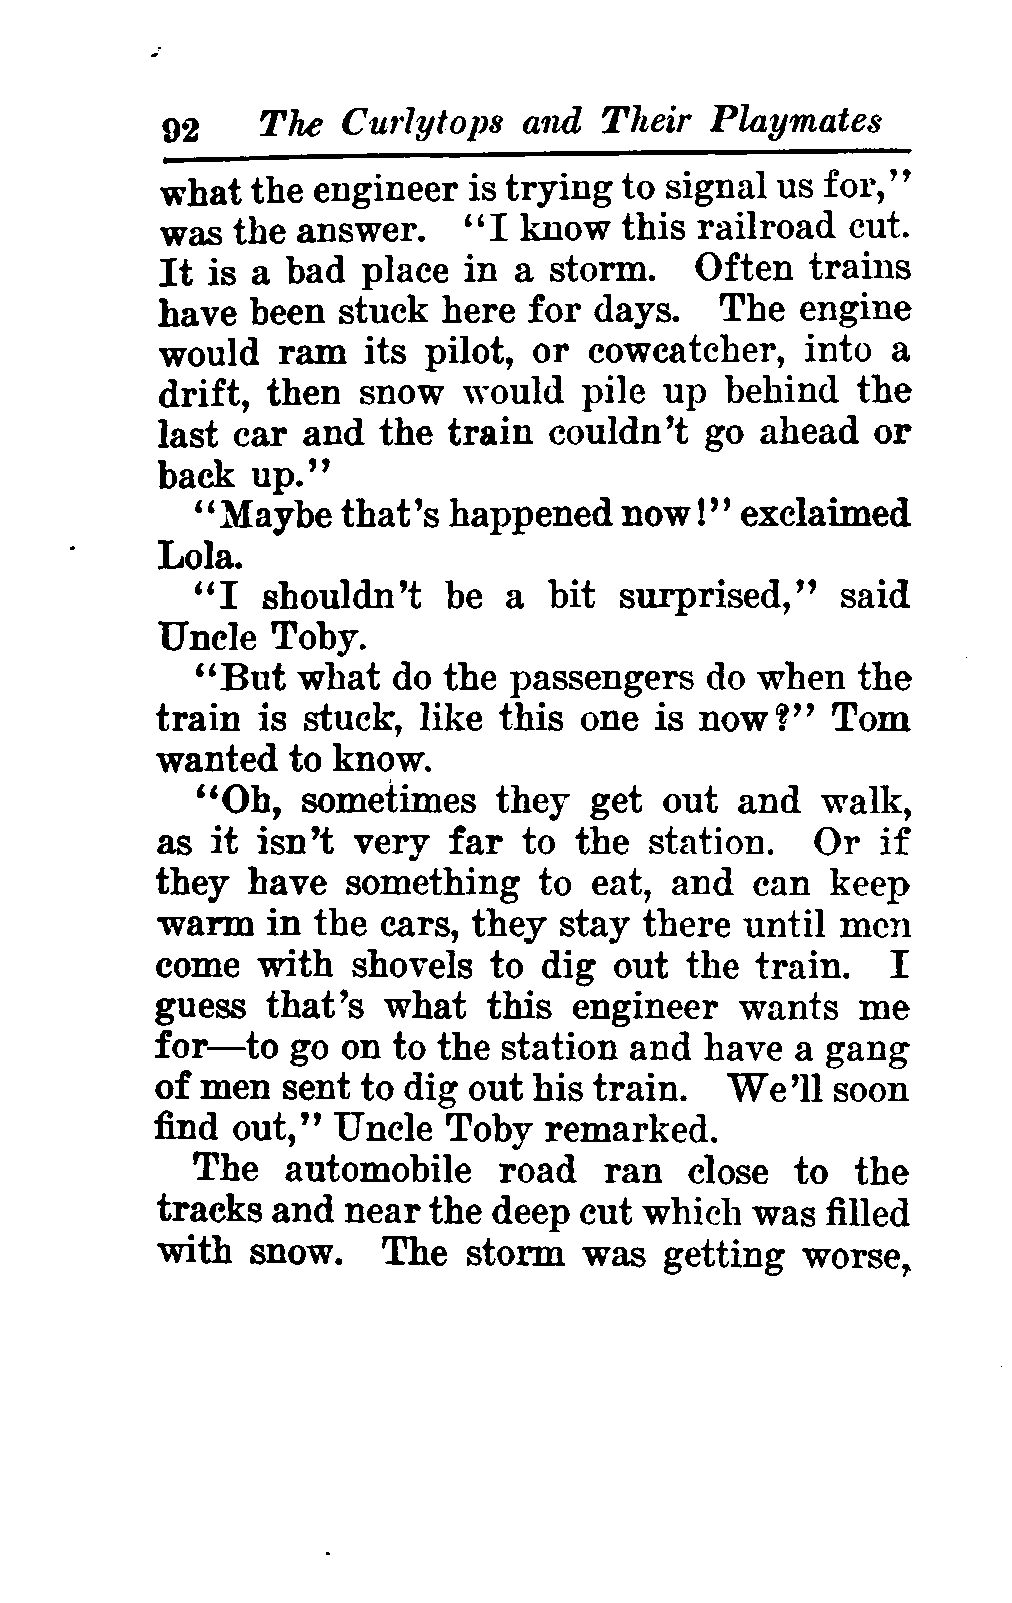 92 The Curlytops and Their Playmates
what the engineer is trying to signal us for,"
was the answer. "I know this railroad cut.
It is a bad place in a storm. Often trains
have been stuck here for days. The engine
would ram its pilot, or cowcatcher, into a
drift, then snow would pile up behind the
last car and the train couldn't go ahead or
back up."
"Maybe that's happened now!" exclaimed
Lola.
"I shouldn't be a bit surprised," said
Uncle Toby.
"But what do the passengers do when the
train is stuck, like this one is now?" Tom
wanted to know.
"Oh, sometimes they get out and walk,
as it isn't very far to the station. Or if
they have something to eat, and can keep
warm in the cars, they stay there until men
come with shovels to dig out the train. I
guess that's what this engineer wants me
for—to go on to the station and have a gang
of men sent to dig out his train. We'll soon
find out," Uncle Toby remarked.
The automobile road ran close to the
tracks and near the deep cut which was filled
with snow. The storm was getting worse,